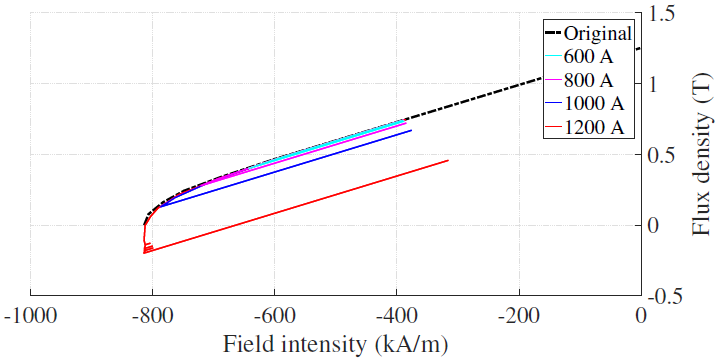 1.5
Original
600 A
800 A
1000 A
1200 A
1
0.5
0
-0.5
Flux density (T)
-1000 -800 -600 -400 -200 0
Field intensity (kA/m)